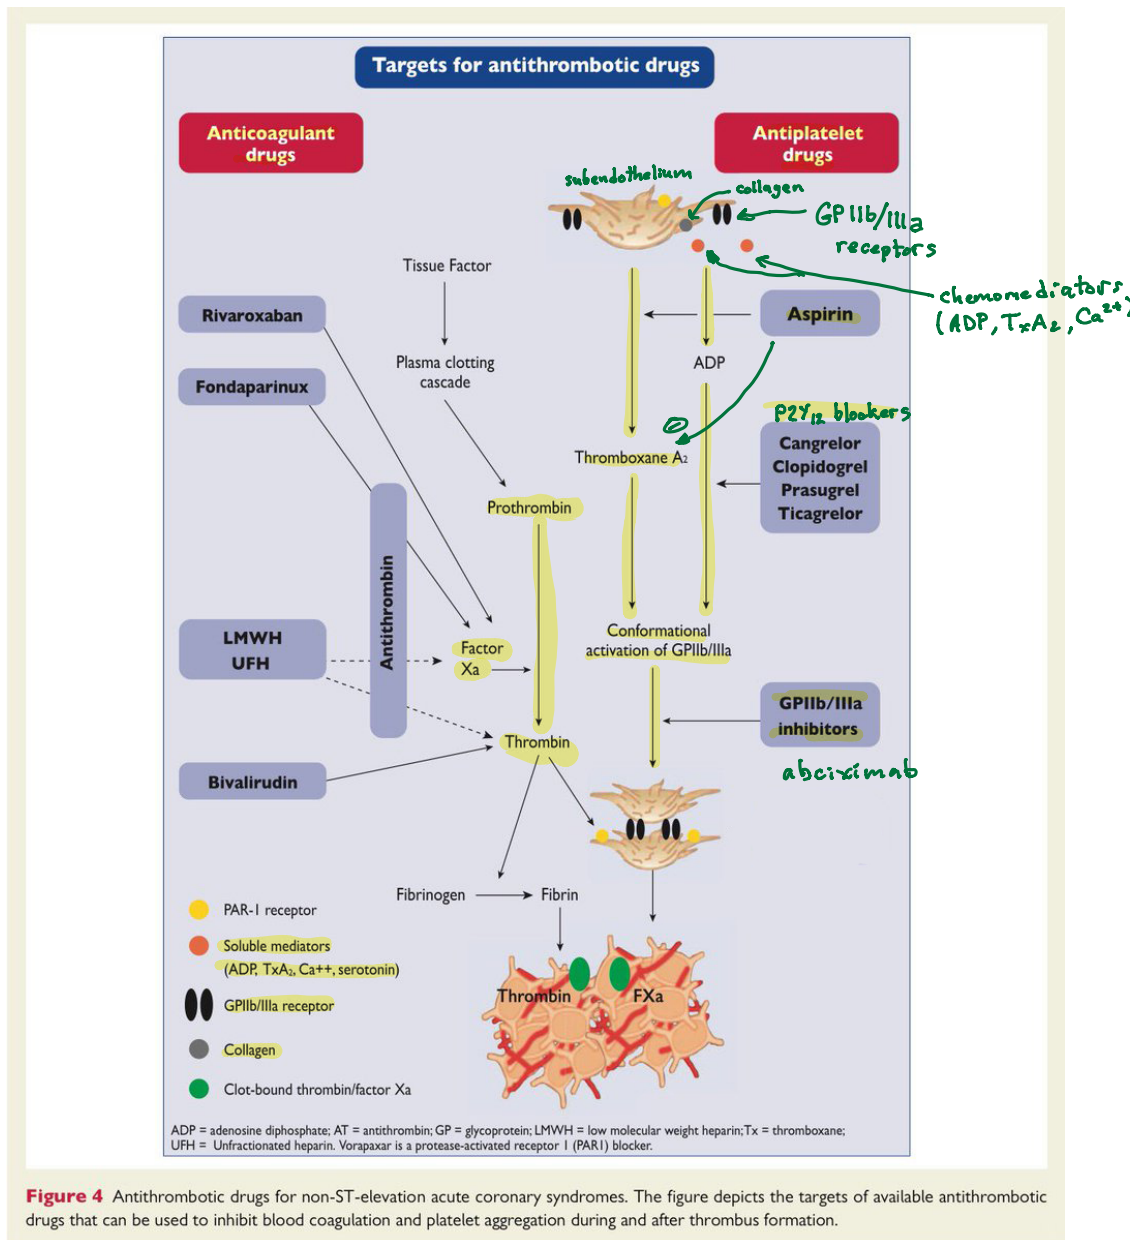 Targets for antithrombotic drugs
Anticoagulant
drugs
Antiplatelet
drugs
subendothelium
collagen
GPIIb/IIIa
receptors
chemomediators
(ADP, TxA₂, Ca²⁺)
Tissue Factor
Rivaroxaban
Aspirin
Plasma clotting
cascade
ADP
Fondaparinux
P2Y₁₂ blockers
Cangrelor
Clopidogrel
Prasugrel
Ticagrelor
Thromboxane A₂
Prothrombin
Antithrombin
LMWH
UFH
Factor
Xa
Conformational
activation of GPIIb/IIIa
GPIIb/IIIa
inhibitors
abciximab
Thrombin
Bivalirudin
Fibrinogen
Fibrin
Thrombin
FXa
PAR-1 receptor
Soluble mediators
(ADP, TxA₂, Ca++, serotonin)
GPIIb/IIIa receptor
Collagen
Clot-bound thrombin/factor Xa
ADP = adenosine diphosphate; AT = antithrombin; GP = glycoprotein; LMWH = low molecular weight heparin; Tx = thromboxane;
UFH = Unfractionated heparin. Vorapaxar is a protease-activated receptor 1 (PAR1) blocker.
Figure 4 Antithrombotic drugs for non-ST-elevation acute coronary syndromes. The figure depicts the targets of available antithrombotic
drugs that can be used to inhibit blood coagulation and platelet aggregation during and after thrombus formation.